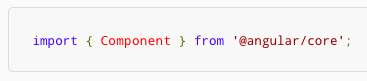 import { Component } from '@angular/core';